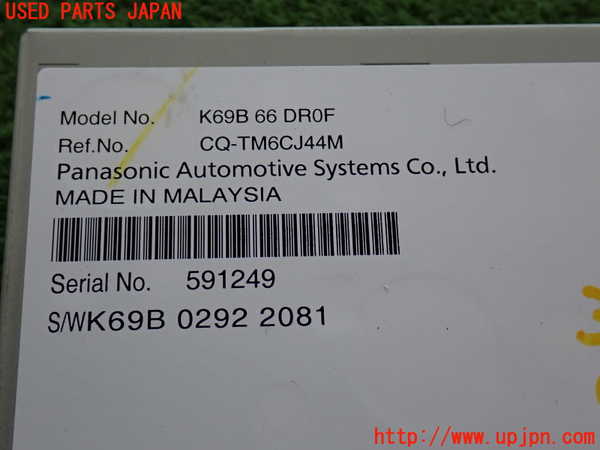 USED PARTS JAPAN
Model No. K69B 66 DR0F
Ref.No. CQ-TM6CJ44M
Panasonic Automotive Systems Co., Ltd.
MADE IN MALAYSIA
Serial No. 591249
S/WK69B 0292 2081
http://www.upjpn.com/